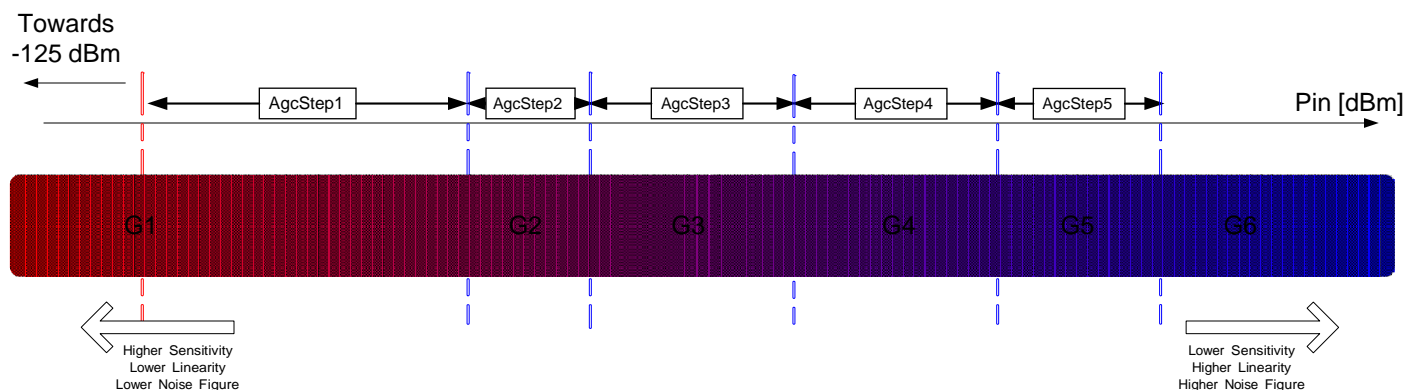 Towards
-125 dBm
AgcStep1
AgcStep2
AgcStep3
AgcStep4
AgcStep5
Pin [dBm]
G1
G2
G3
G4
G5
G6
Higher Sensitivity
Lower Linearity
Lower Noise Figure
Lower Sensitivity
Higher Linearity
Higher Noise Figure